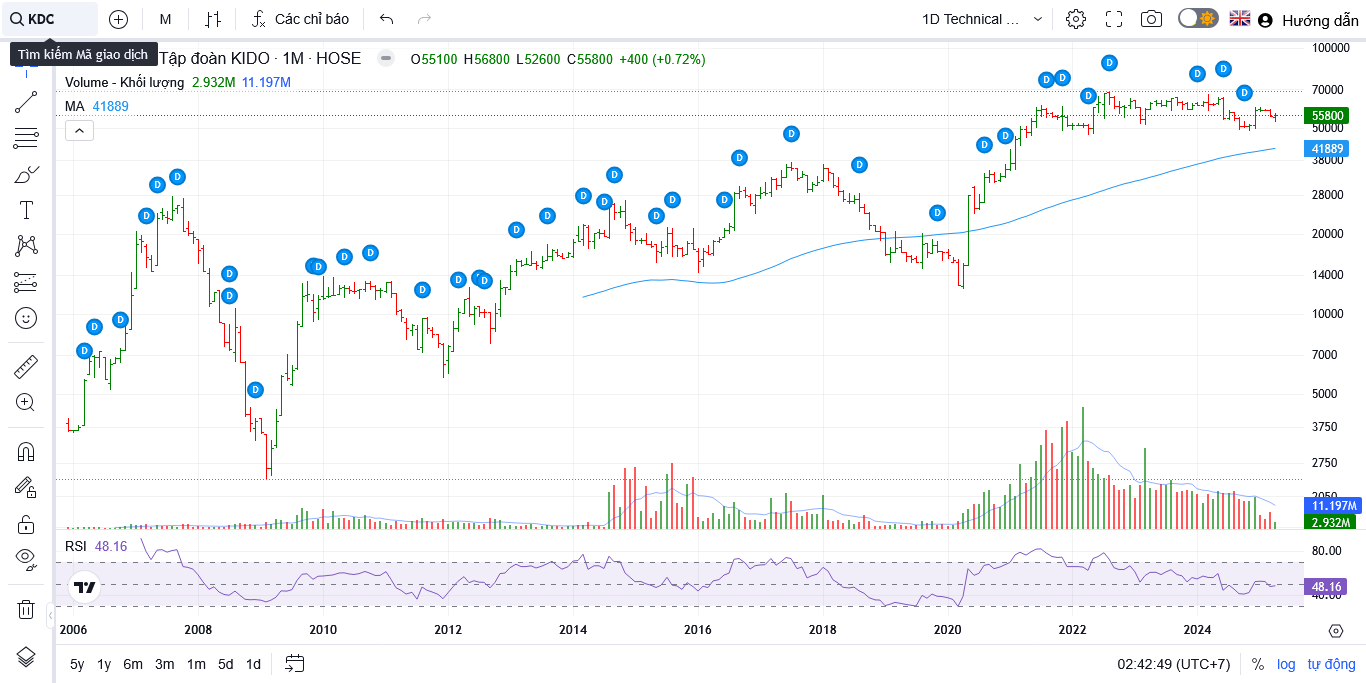 KDC M Các chỉ báo 1D Technical ... Hướng dẫn
Tìm kiếm Mã giao dịch
Tập đoàn KIDO · 1M · HOSE O55100 H56800 L52600 C55800 +400 (+0.72%)
Volume - Khối lượng 2.932M 11.197M
MA 41889
100000
70000
55800
50000
41889
38000
28000
20000
14000
10000
7000
5000
3750
2750
2050
11.197M
2.932M
D D D D D D D D D D D D D D D D D D D D D D D D D D D D D D D D D D D D D D D D
RSI 48.16
80.00
48.16
40.00
2006 2008 2010 2012 2014 2016 2018 2020 2022 2024
5y 1y 6m 3m 1m 5d 1d 02:42:49 (UTC+7) % log tự động